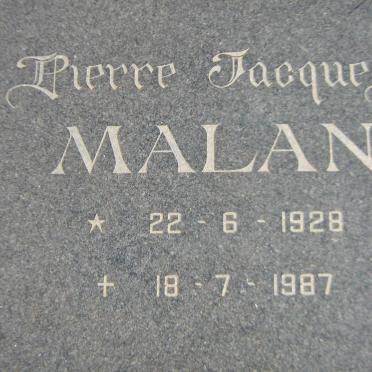 Pierre Jacque
MALAN
* 22 - 6 - 1928
+ 18 - 7 - 1987